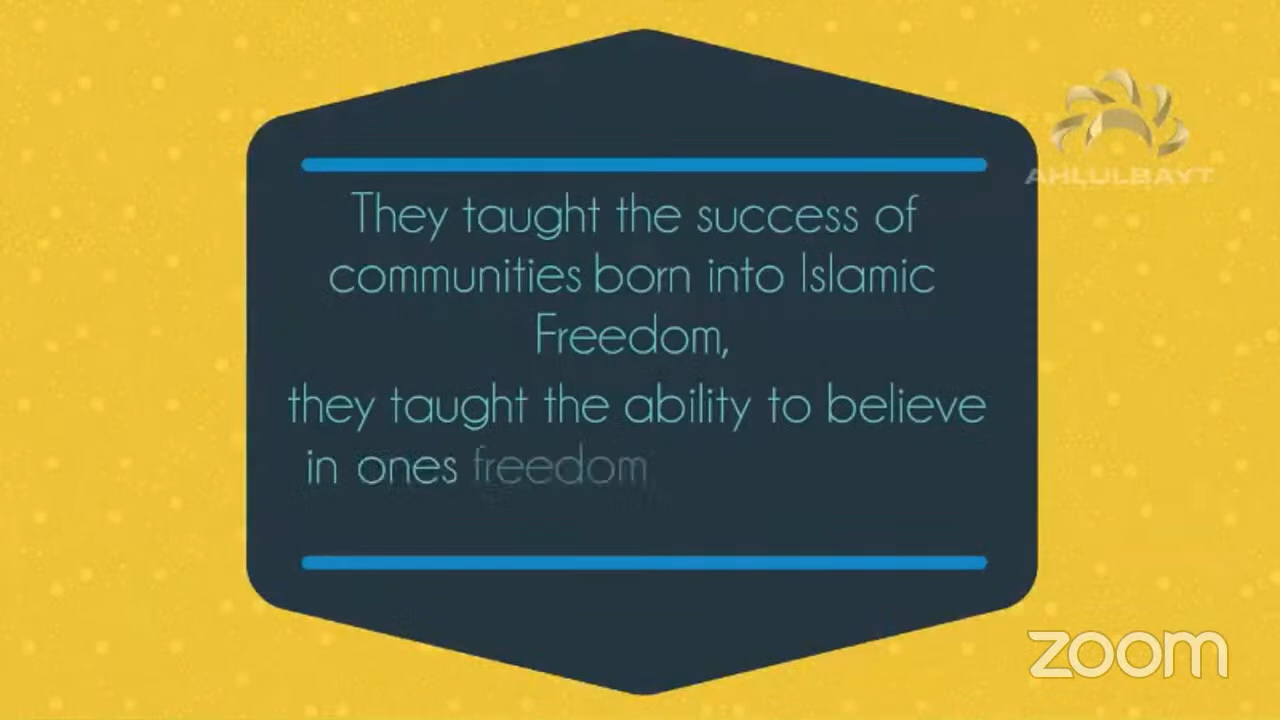 AHLULBAYT
They taught the success of
communities born into Islamic
Freedom,
they taught the ability to believe
in ones freedom
zoom